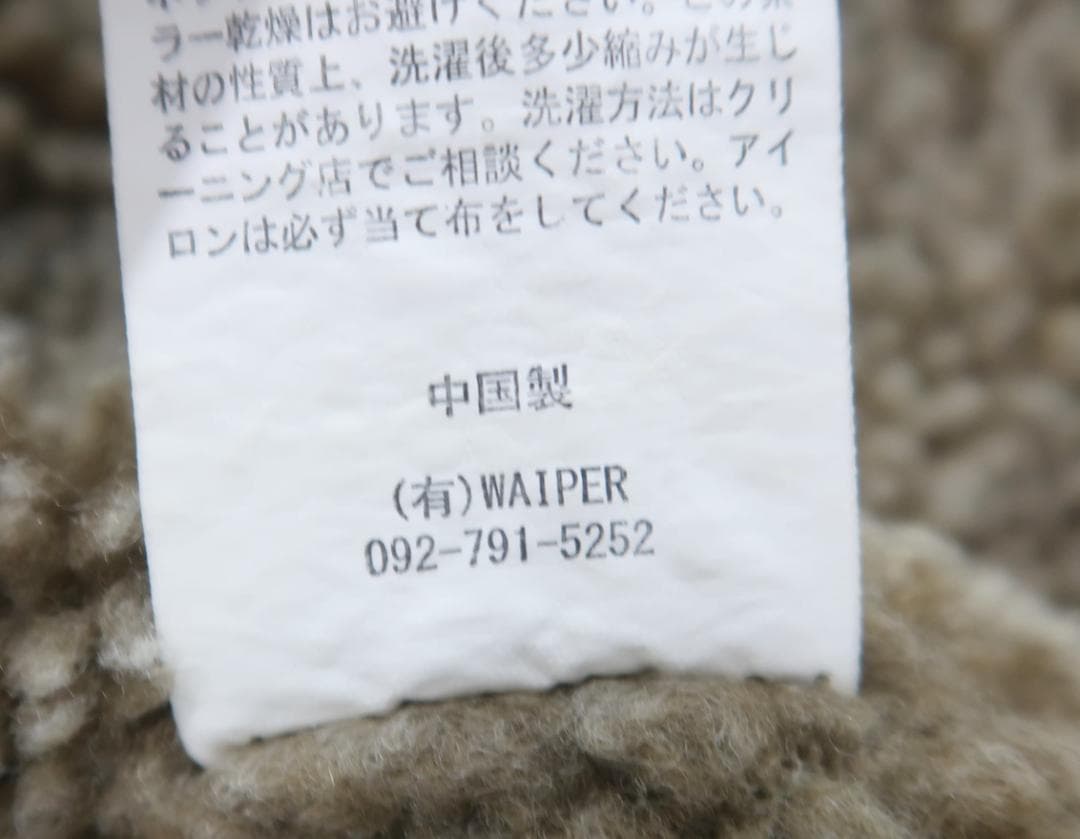 ラー乾燥はお避けください。この素
材の性質上、洗濯後多少縮みが生じ
ることがあります。洗濯方法はクリ
ーニング店でご相談ください。アイ
ロンは必ず当て布をしてください。
中国製
(有)WAIPER
092-791-5252